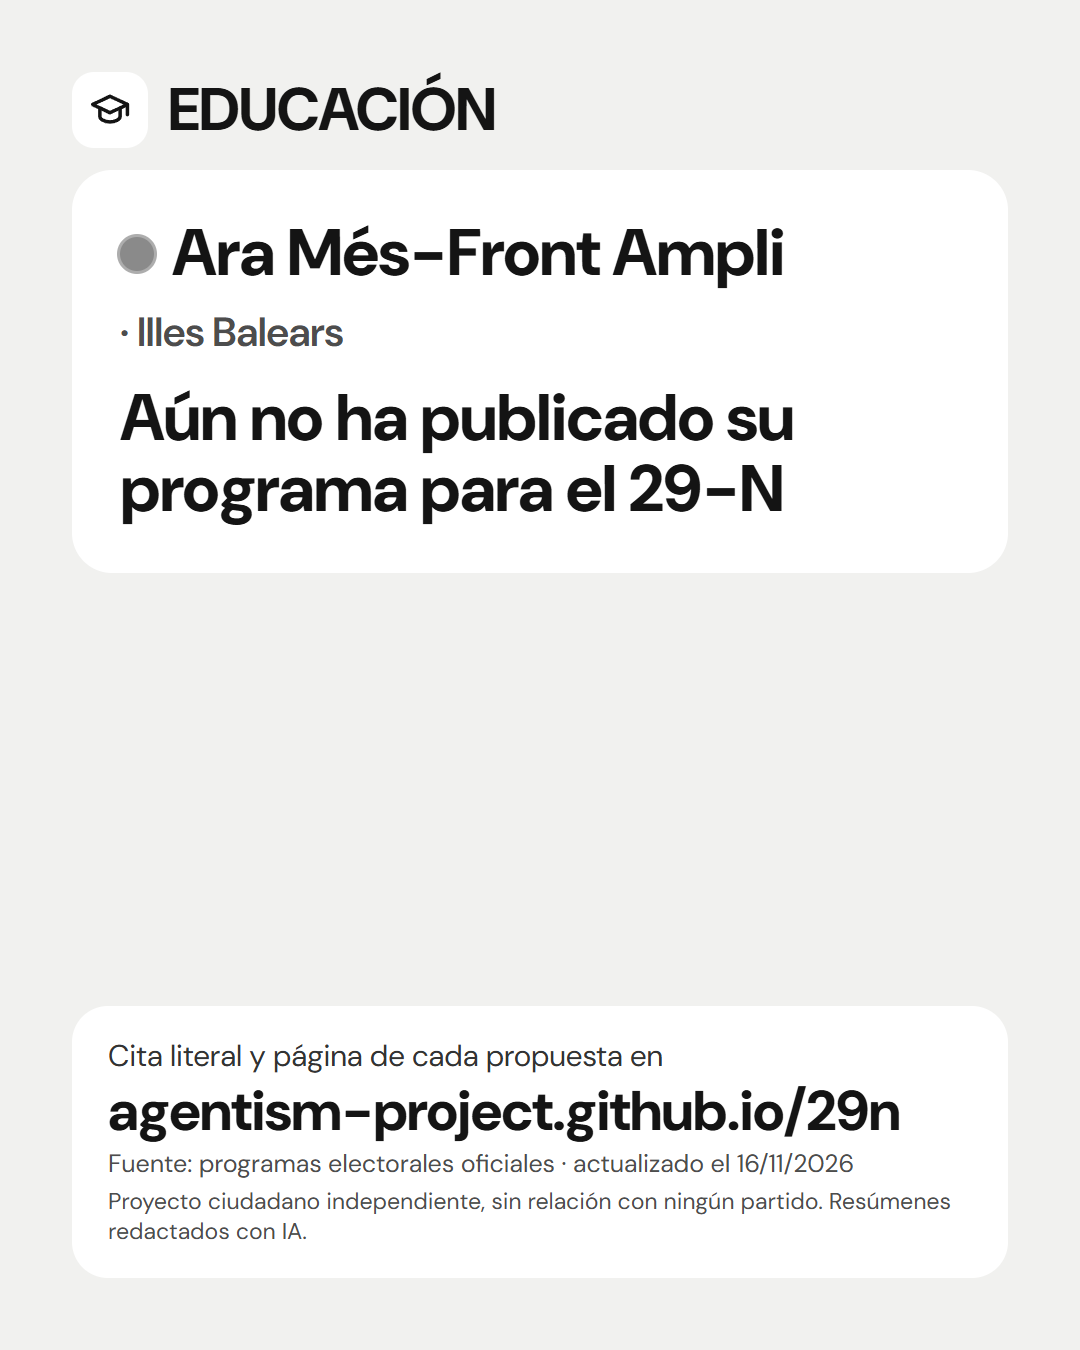 EDUCACIÓN
Ara Més-Front Ampli
· Illes Balears
Aún no ha publicado su
programa para el 29-N
Cita literal y página de cada propuesta en
agentism-project.github.io/29n
Fuente: programas electorales oficiales · actualizado el 16/11/2026
Proyecto ciudadano independiente, sin relación con ningún partido. Resúmenes
redactados con IA.